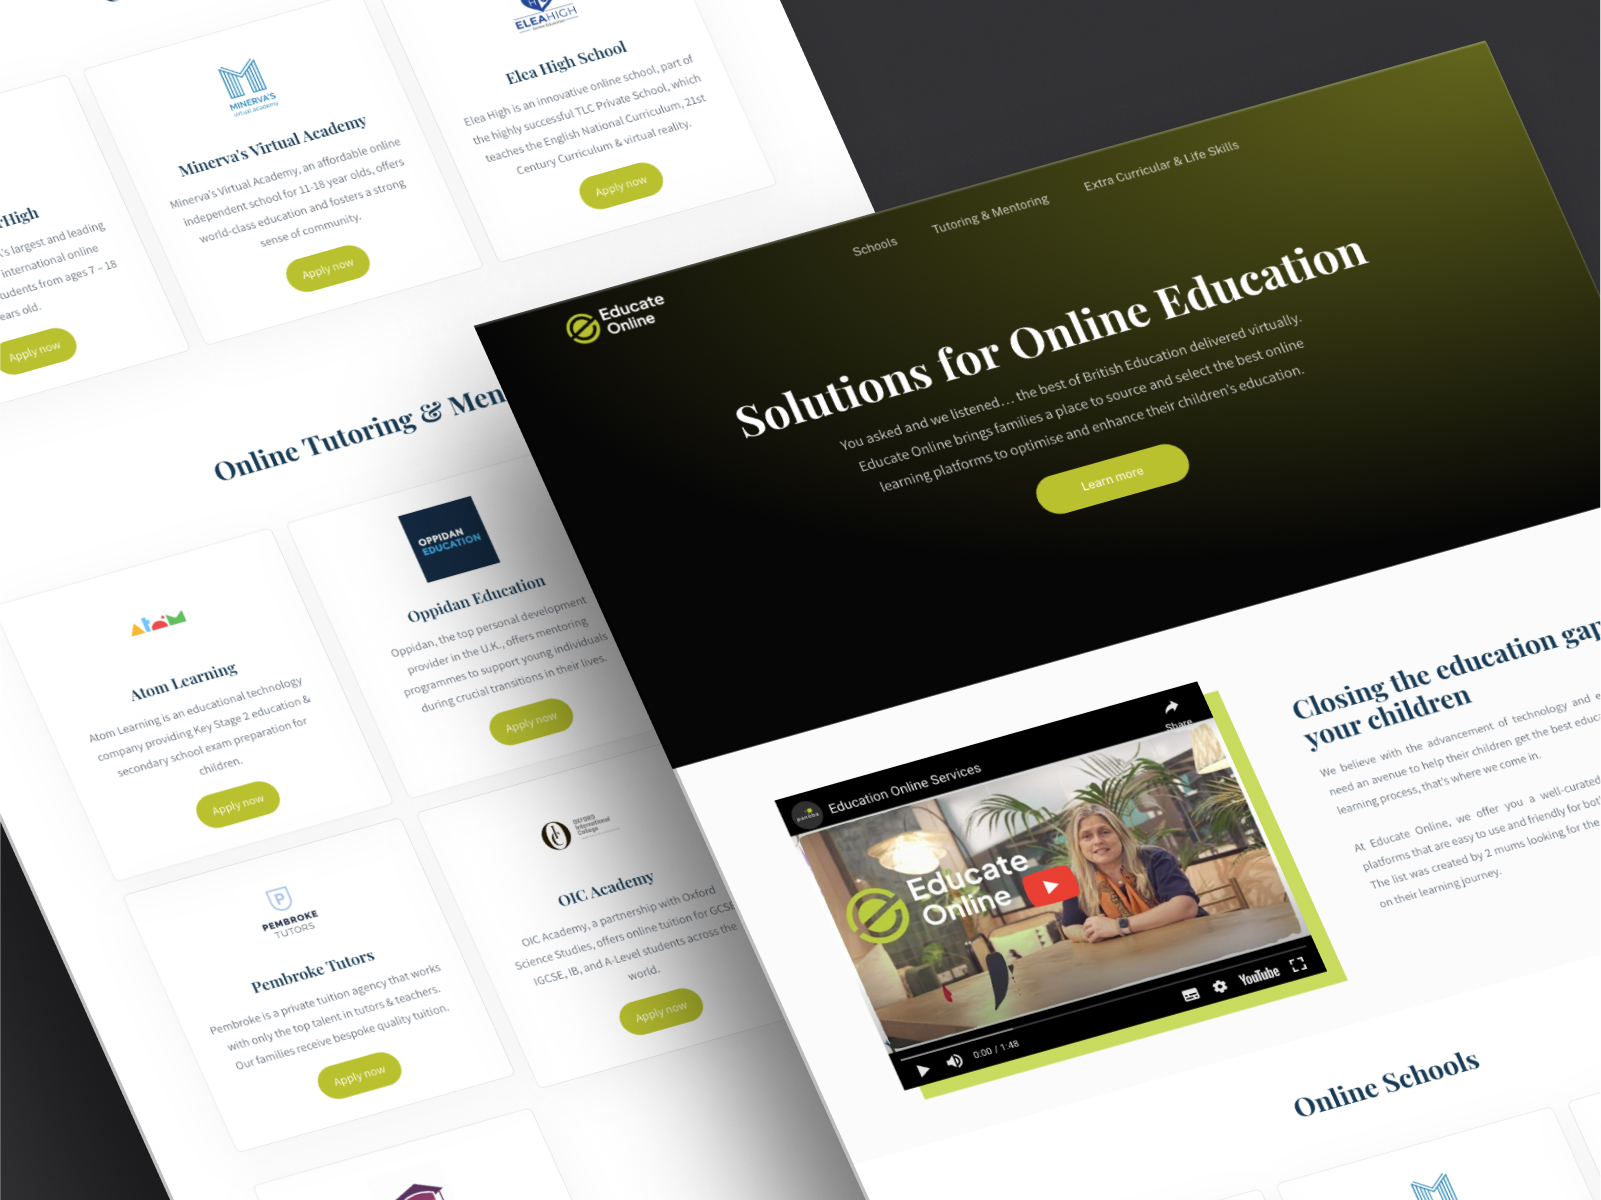 ELEAHIGH
Elea High School
Elea High is an innovative online school, part of
the highly successful TLC Private School, which
teaches the English National Curriculum, 21st
Century Curriculum & virtual reality.
Apply now
MINERVA'S
virtual academy
Minerva's Virtual Academy
Minerva's Virtual Academy, an affordable online
independent school for 11-18 year olds, offers
world-class education and fosters a strong
sense of community.
Apply now
's largest and leading
international online
students from ages 7 – 18
years old.
Apply now
Online Tutoring & Men
OPPIDAN
EDUCATION
Oppidan Education
Oppidan, the top personal development
provider in the U.K., offers mentoring
programmes to support young individuals
during crucial transitions in their lives.
Apply now
atom
Atom Learning
Atom Learning is an educational technology
company providing Key Stage 2 education &
secondary school exam preparation for
children.
Apply now
OXFORD
International
College
OIC Academy
OIC Academy, a partnership with Oxford
Science Studies, offers online tuition for GCSE,
IGCSE, IB, and A-Level students across the
world.
Apply now
P
PEMBROKE
TUTORS
Pembroke Tutors
Pembroke is a private tuition agency that works
with only the top talent in tutors & teachers.
Our families receive bespoke quality tuition.
Apply now
Educate
Online
Schools
Tutoring & Mentoring
Extra Curricular & Life Skills
Solutions for Online Education
You asked and we listened… the best of British Education delivered virtually.
Educate Online brings families a place to source and select the best online
learning platforms to optimise and enhance their children's education.
Learn more
Education Online Services
Share
Educate
Online
0:00 / 1:48
YouTube
Closing the education gap
your children
We believe with the advancement of technology and e
need an avenue to help their children get the best educa
learning process, that's where we come in.
At Educate Online, we offer you a well-curated
platforms that are easy to use and friendly for bot
The list was created by 2 mums looking for the
on their learning journey.
Online Schools